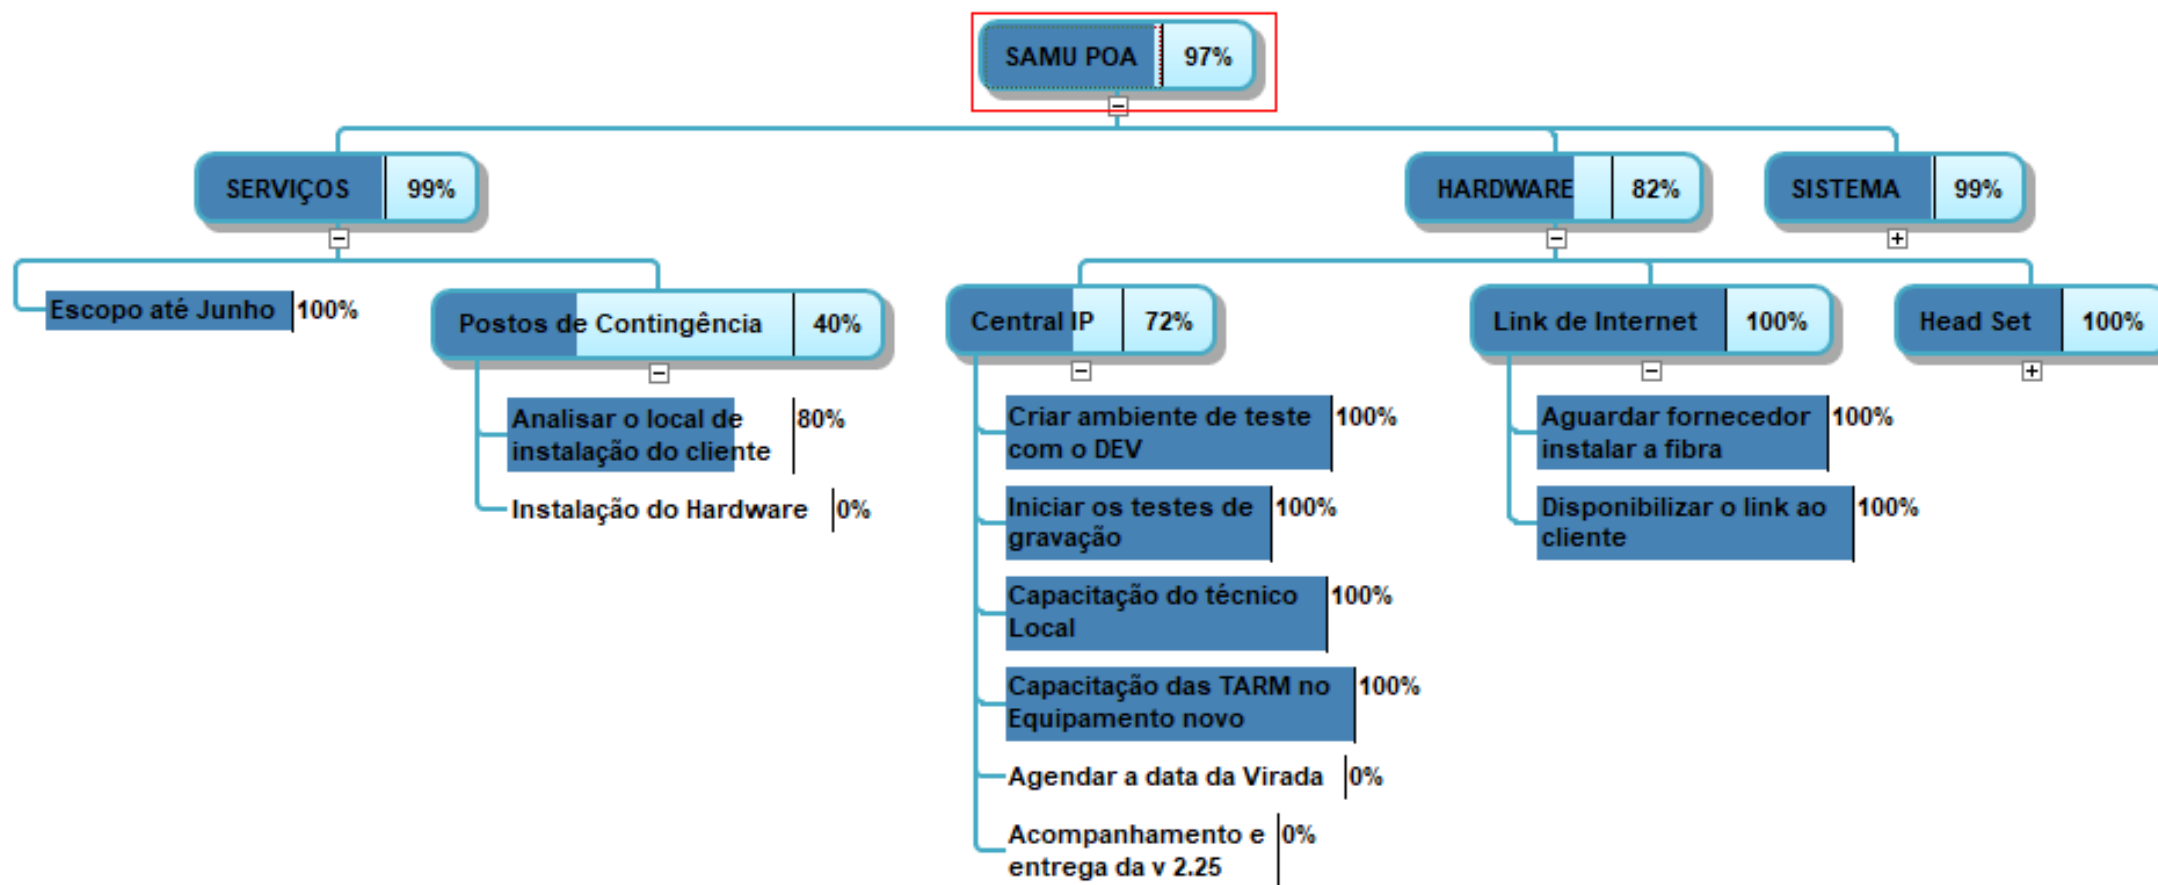 SAMU POA 97%
SERVIÇOS 99%
HARDWARE 82%
SISTEMA 99%
Escopo até Junho 100%
Postos de Contingência 40%
Analisar o local de 80%
instalação do cliente
Instalação do Hardware 0%
Central IP 72%
Criar ambiente de teste 100%
com o DEV
Iniciar os testes de 100%
gravação
Capacitação do técnico 100%
Local
Capacitação das TARM no 100%
Equipamento novo
Agendar a data da Virada 0%
Acompanhamento e 0%
entrega da v 2.25
Link de Internet 100%
Aguardar fornecedor 100%
instalar a fibra
Disponibilizar o link ao 100%
cliente
Head Set 100%